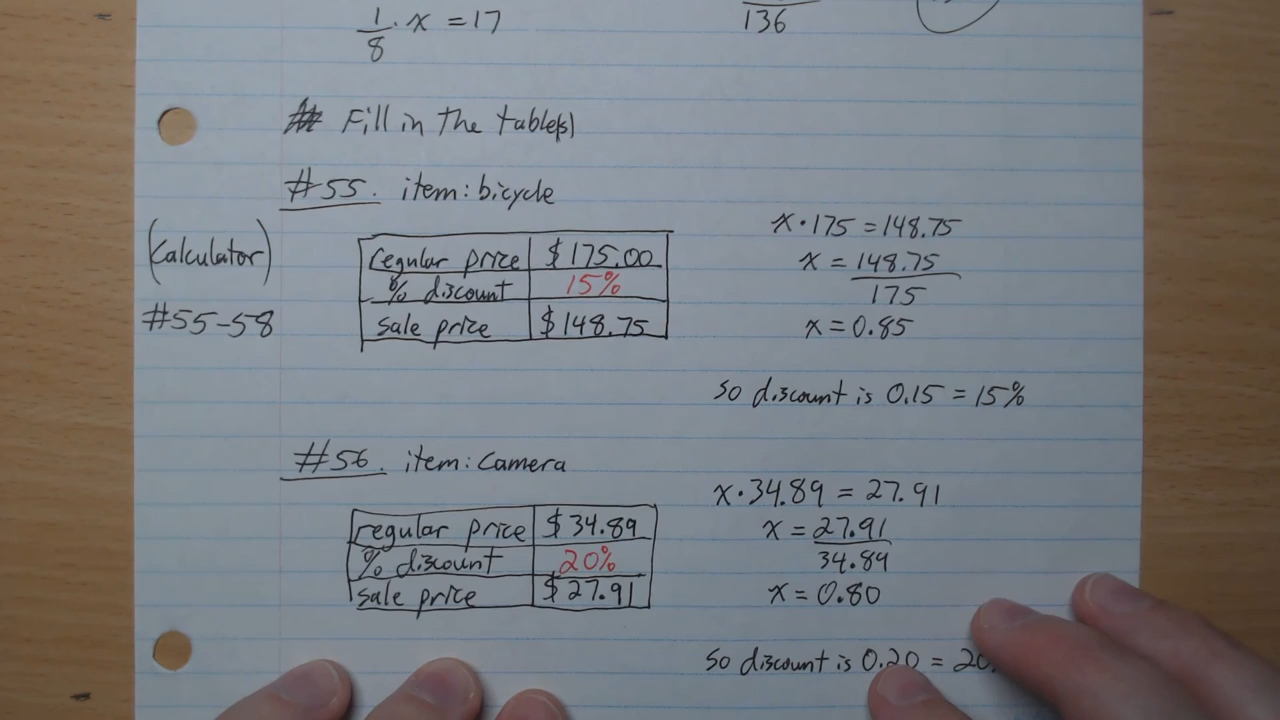 1/8 · x = 17
136
Fill in the table(s)
#55. item: bicycle
(Calculator)
#55-58
regular price $175.00
% discount 15%
sale price $148.75
x · 175 = 148.75
x = 148.75/175
x = 0.85
so discount is 0.15 = 15%
#56. item: Camera
regular price $34.89
% discount 20%
sale price $27.91
x · 34.89 = 27.91
x = 27.91/34.89
x = 0.80
So discount is 0.20 = 20